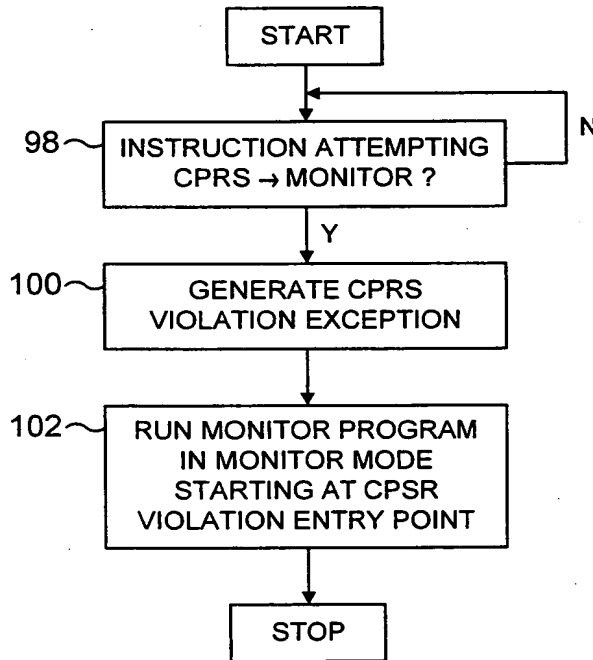 START
98
INSTRUCTION ATTEMPTING
CPRS → MONITOR ?
N
Y
100
GENERATE CPRS
VIOLATION EXCEPTION
102
RUN MONITOR PROGRAM
IN MONITOR MODE
STARTING AT CPSR
VIOLATION ENTRY POINT
STOP